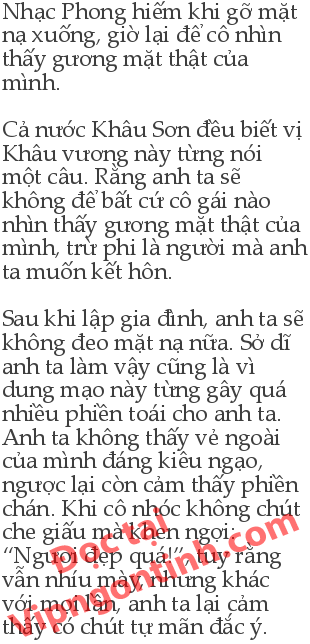 Nhạc Phong hiếm khi gỡ mặt
nạ xuống, giờ lại để cô nhìn
thấy gương mặt thật của
mình.
Cả nước Khâu Sơn đều biết vị
Khâu vương này từng nói
một câu. Rằng anh ta sẽ
không để bất cứ cô gái nào
nhìn thấy gương mặt thật của
mình, trừ phi là người mà anh
ta muốn kết hôn.
Sau khi lập gia đình, anh ta sẽ
không đeo mặt nạ nữa. Sở dĩ
anh ta làm vậy cũng là vì
dung mạo này từng gây quá
nhiều phiền toái cho anh ta.
Anh ta không thấy vẻ ngoài
của mình đáng kiêu ngạo,
ngược lại còn cảm thấy phiền
chán. Khi cô nhóc không chút
che giấu mà khen ngợi:
“Ngươi đẹp quá!”, tuy rằng
vẫn nhíu mày, nhưng khác
với mọi lần, anh ta lại cảm
thấy có chút tự mãn đắc ý.
Đọc tại
Vipngontinh.com